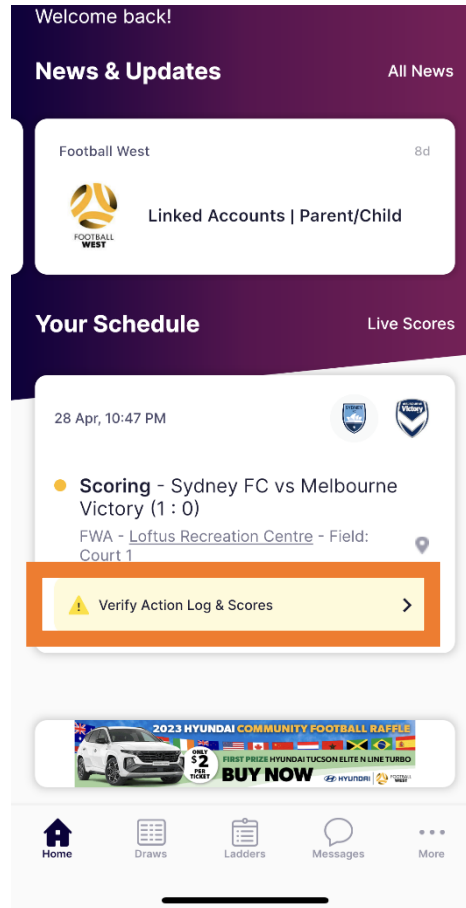 Welcome back!
News & Updates
All News
Football West
8d
FOOTBALL
WEST
Linked Accounts | Parent/Child
Your Schedule
Live Scores
28 Apr, 10:47 PM
SYDNEY
Victory
Scoring - Sydney FC vs Melbourne
Victory (1 : 0)
FWA - Loftus Recreation Centre - Field:
Court 1
Verify Action Log & Scores
2023 HYUNDAI COMMUNITY FOOTBALL RAFFLE
ONLY
$2
PER
TICKET
FIRST PRIZE HYUNDAI TUCSON ELITE N LINE TURBO
BUY NOW
HYUNDAI
FOOTBALL
WEST
Home
Draws
Ladders
Messages
More